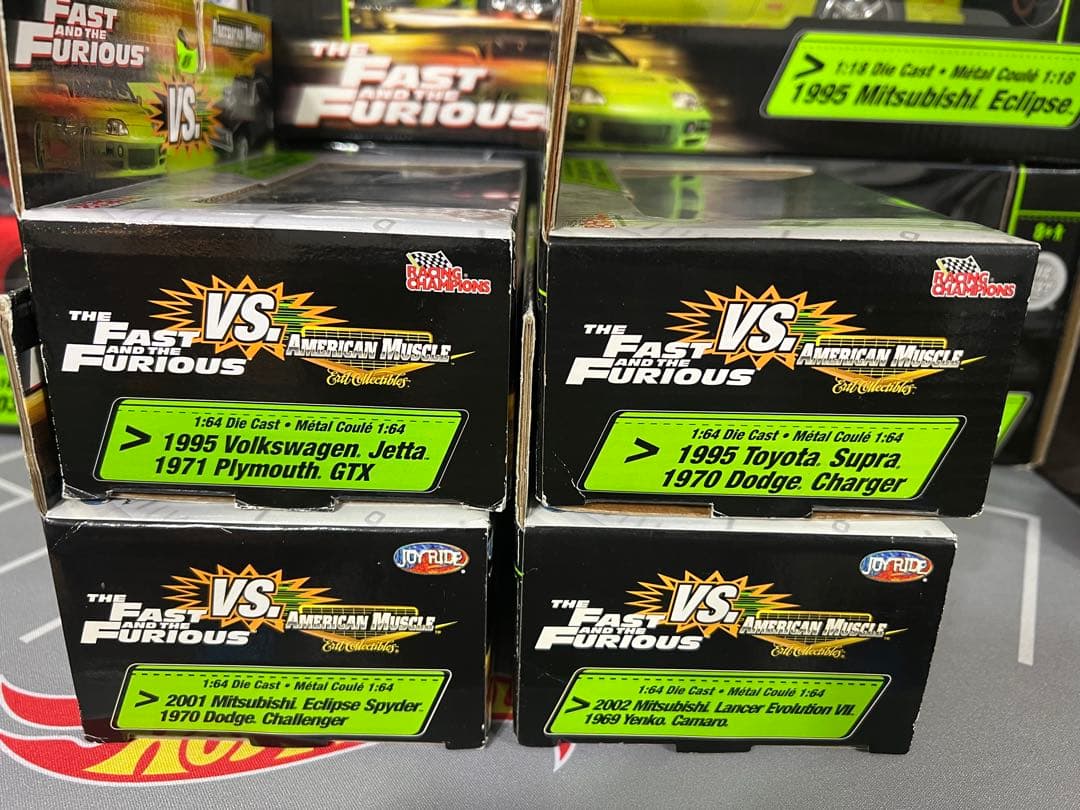 THE
FAST
AND THE
FURIOUS
VS.
AMERICAN MUSCLE
THE
FAST
AND THE
FURIOUS
> 1:18 Die Cast • Métal Coulé 1:18
1995 Mitsubishi. Eclipse.
8+
RACING
CHAMPIONS
THE
FAST
AND THE
FURIOUS
VS.
AMERICAN MUSCLE
Ertl Collectibles
1:64 Die Cast • Métal Coulé 1:64
> 1995 Volkswagen. Jetta.
1971 Plymouth. GTX
RACING
CHAMPIONS
THE
FAST
AND THE
FURIOUS
VS.
AMERICAN MUSCLE
Ertl Collectibles
1:64 Die Cast • Métal Coulé 1:64
> 1995 Toyota. Supra.
1970 Dodge. Charger
JOY RIDE
THE
FAST
AND THE
FURIOUS
VS.
AMERICAN MUSCLE
Ertl Collectibles
1:64 Die Cast • Métal Coulé 1:64
> 2001 Mitsubishi. Eclipse Spyder.
1970 Dodge. Challenger
JOY RIDE
THE
FAST
AND THE
FURIOUS
VS.
AMERICAN MUSCLE
Ertl Collectibles
1:64 Die Cast • Métal Coulé 1:64
> 2002 Mitsubishi. Lancer Evolution VII.
1969 Yenko. Camaro.